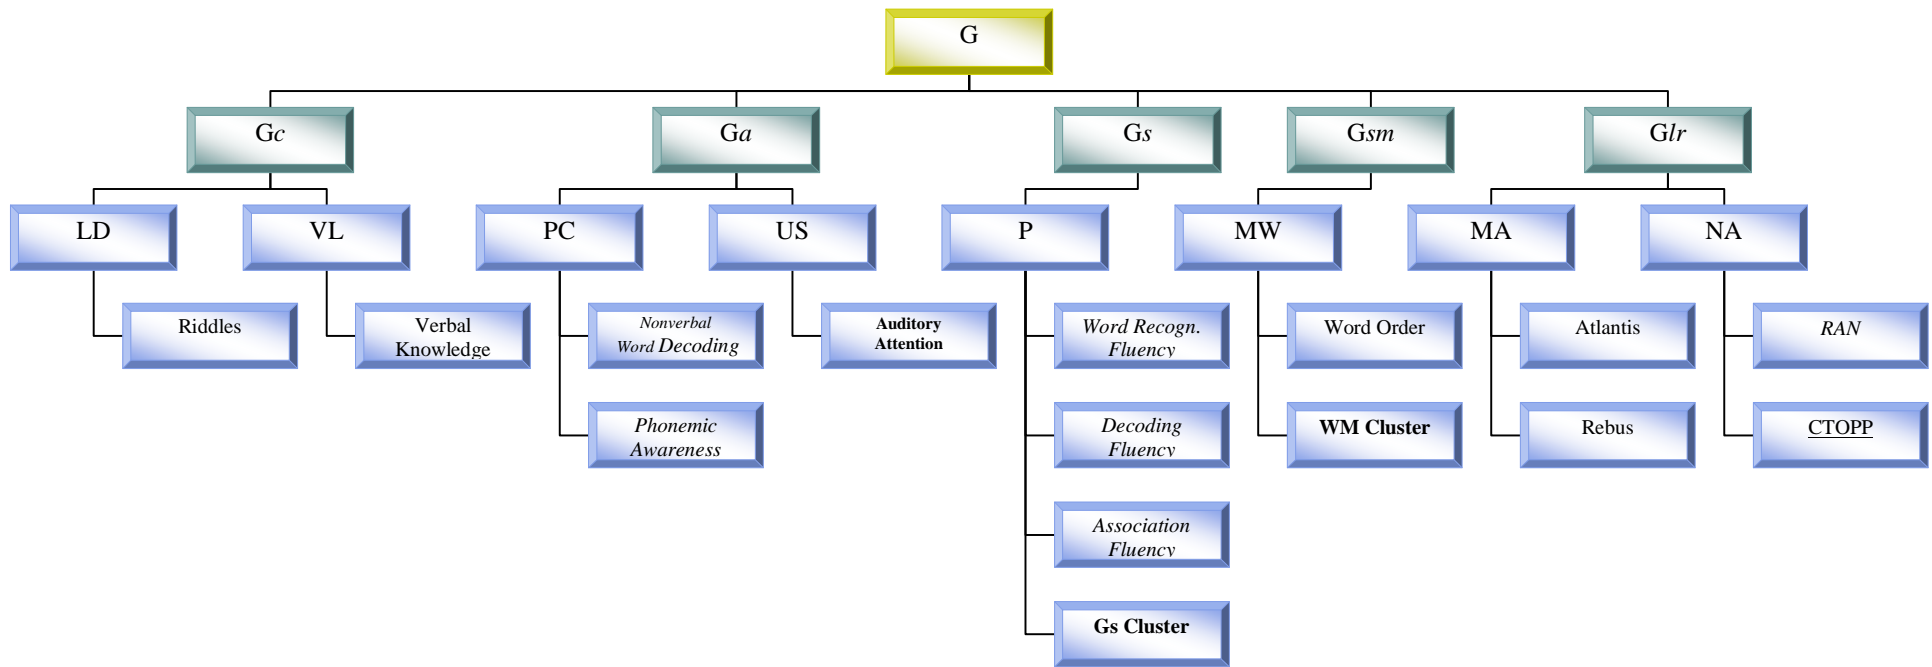 G
Gc
Ga
Gs
Gsm
Glr
LD
VL
PC
US
P
MW
MA
NA
Riddles
Verbal
Knowledge
Nonverbal
Word Decoding
Auditory
Attention
Word Recogn.
Fluency
Word Order
Atlantis
RAN
Phonemic
Awareness
Decoding
Fluency
WM Cluster
Rebus
CTOPP
Association
Fluency
Gs Cluster